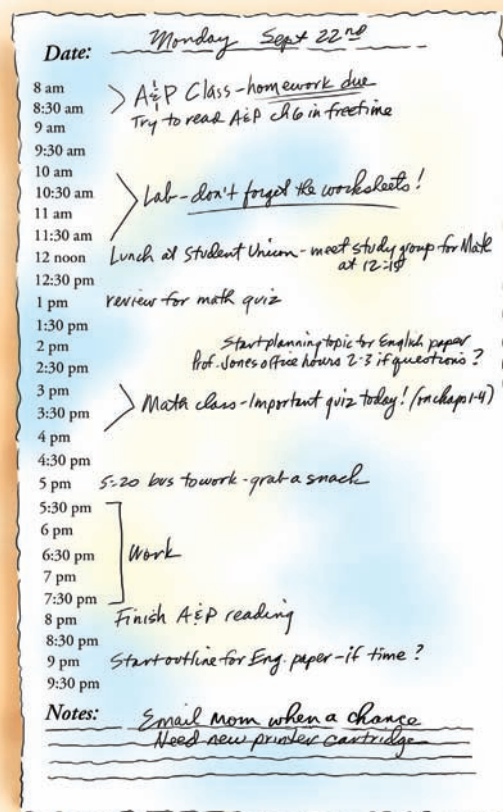 Date: Monday Sept 22nd
8 am
8:30 am A&P Class - homework due
9 am Try to read A&P ch 6 in freetime
9:30 am
10 am
10:30 am Lab - don't forget the worksheets!
11 am
11:30 am
12 noon Lunch at Student Union - meet study group for Math
at 12:15
12:30 pm
1 pm review for math quiz
1:30 pm
2 pm Start planning topic for English paper
2:30 pm Prof. Jones office hours 2-3 if questions?
3 pm
3:30 pm Math class - Important quiz today! (on chaps 1-4)
4 pm
4:30 pm
5 pm 5:20 bus to work - grab a snack
5:30 pm
6 pm
6:30 pm Work
7 pm
7:30 pm
8 pm Finish A&P reading
8:30 pm
9 pm Start outline for Eng. paper - if time?
9:30 pm
Notes: Email Mom when a chance
Need new printer cartridge